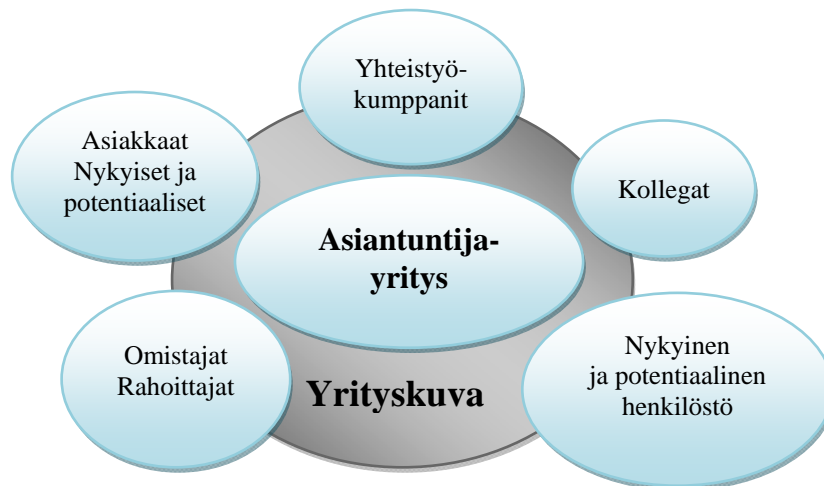 Yhteistyö-
kumppanit
Asiakkaat
Nykyiset ja
potentiaaliset
Kollegat
Asiantuntija-
yritys
Omistajat
Rahoittajat
Nykyinen
ja potentiaalinen
henkilöstö
Yrityskuva